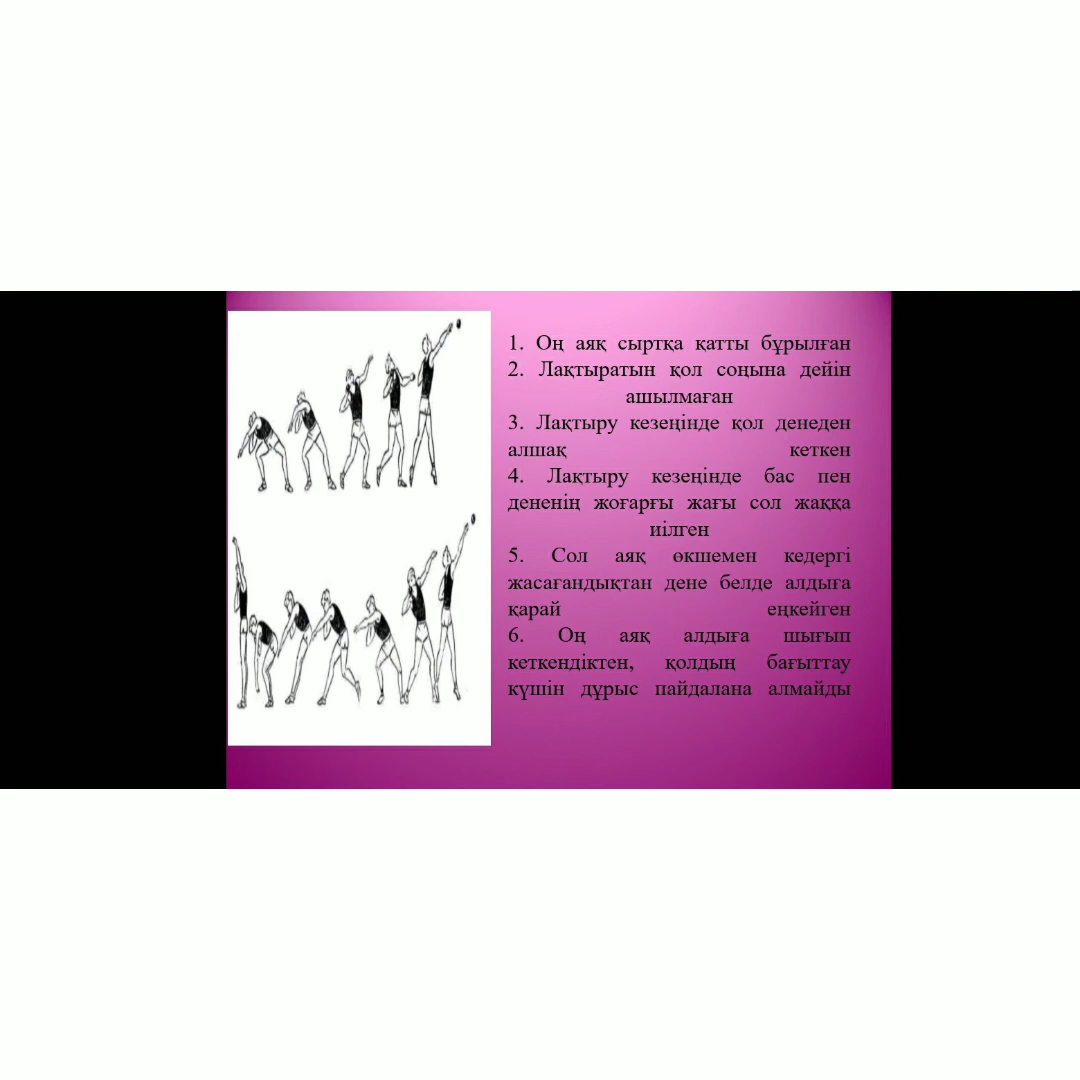 1. Оң аяқ сыртқа қатты бұрылған
2. Лақтыратын қол соңына дейін
ашылмаған
3. Лақтыру кезеңінде қол денеден
алшақ кеткен
4. Лақтыру кезеңінде бас пен
дененің жоғарғы жағы сол жаққа
иілген
5. Сол аяқ өкшемен кедергі
жасағандықтан дене белде алдыға
қарай еңкейген
6. Оң аяқ алдыға шығып
кеткендіктен, қолдың бағыттау
күшін дұрыс пайдалана алмайды